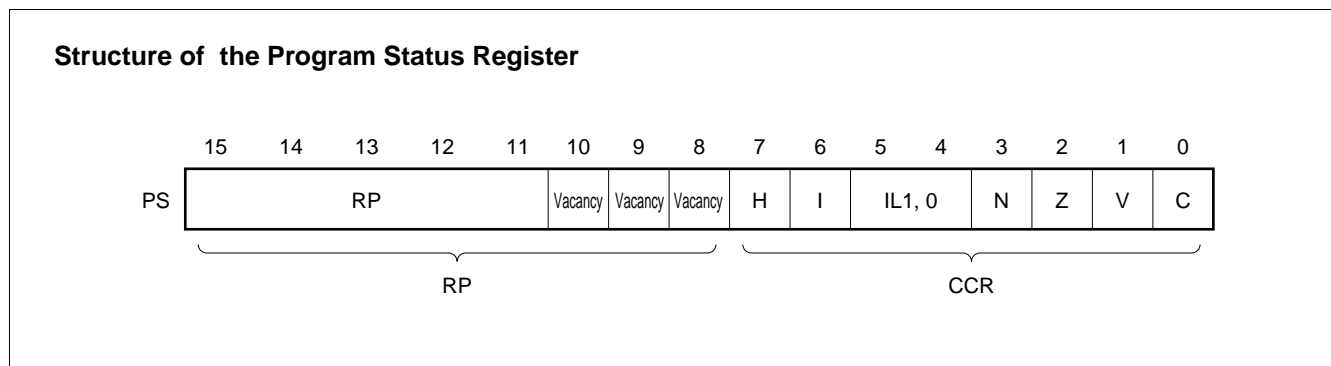 Structure of the Program Status Register
15 14 13 12 11 10 9 8 7 6 5 4 3 2 1 0
PS RP Vacancy Vacancy Vacancy H I IL1, 0 N Z V C
RP CCR